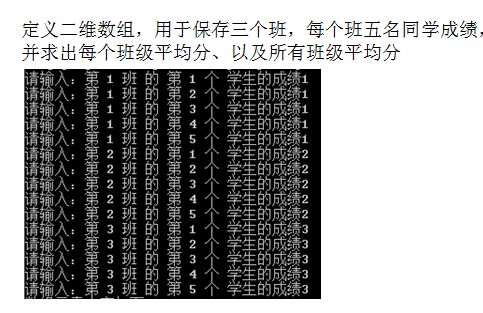 定义二维数组，用于保存三个班，每个班五名同学成绩，
并求出每个班级平均分、以及所有班级平均分
请输入：第 1 班 的 第 1 个 学生的成绩1
请输入：第 1 班 的 第 2 个 学生的成绩1
请输入：第 1 班 的 第 3 个 学生的成绩1
请输入：第 1 班 的 第 4 个 学生的成绩1
请输入：第 1 班 的 第 5 个 学生的成绩1
请输入：第 2 班 的 第 1 个 学生的成绩2
请输入：第 2 班 的 第 2 个 学生的成绩2
请输入：第 2 班 的 第 3 个 学生的成绩2
请输入：第 2 班 的 第 4 个 学生的成绩2
请输入：第 2 班 的 第 5 个 学生的成绩2
请输入：第 3 班 的 第 1 个 学生的成绩3
请输入：第 3 班 的 第 2 个 学生的成绩3
请输入：第 3 班 的 第 3 个 学生的成绩3
请输入：第 3 班 的 第 4 个 学生的成绩3
请输入：第 3 班 的 第 5 个 学生的成绩3